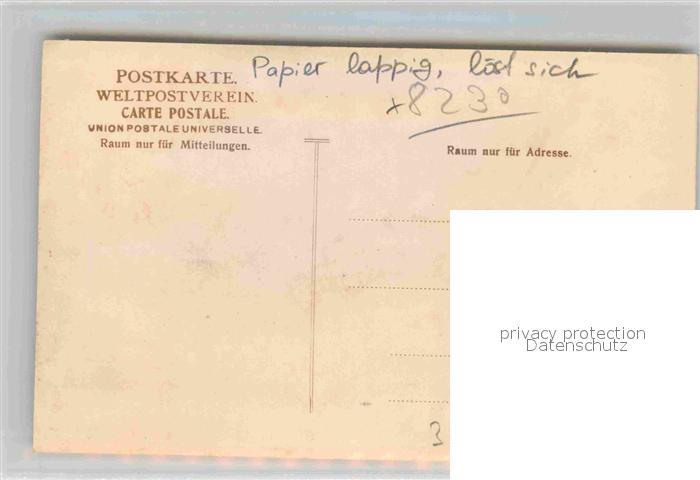 POSTKARTE.
WELTPOSTVEREIN.
CARTE POSTALE.
UNION POSTALE UNIVERSELLE.
Raum nur für Mitteilungen.
Papier lappig, löst sich
x 8230
Raum nur für Adresse.
privacy protection
Datenschutz
3